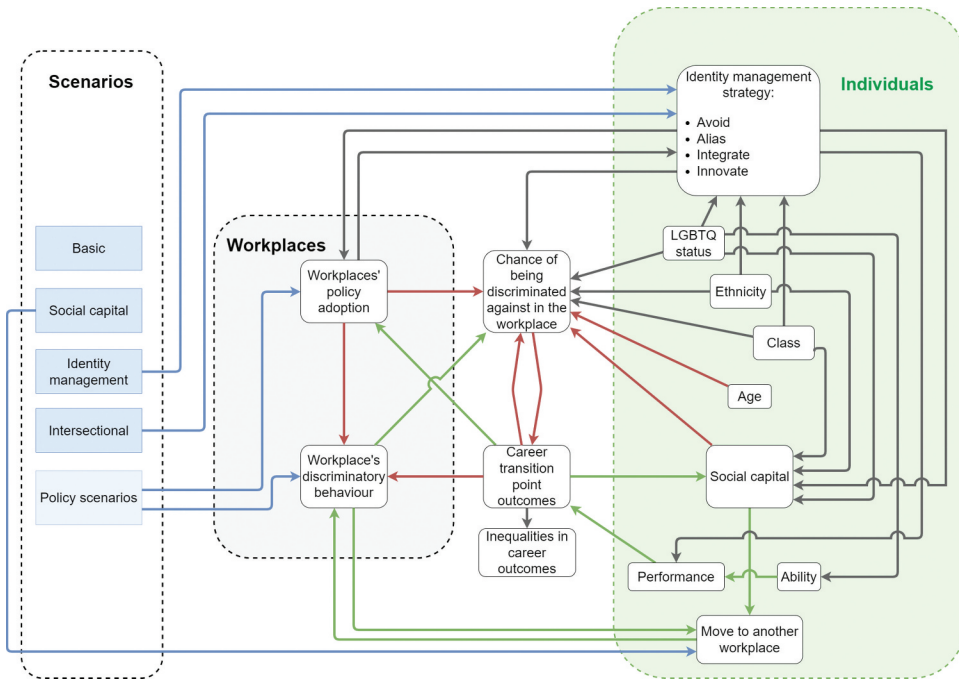 Scenarios
Basic
Social capital
Identity
management
Intersectional
Policy scenarios
Workplaces
Workplaces'
policy
adoption
Workplace's
discriminatory
behaviour
Chance of
being
discriminated
against in the
workplace
Career
transition
point
outcomes
Inequalities in
career
outcomes
Individuals
Identity management
strategy:
• Avoid
• Alias
• Integrate
• Innovate
LGBTQ
status
Ethnicity
Class
Age
Social capital
Performance
Ability
Move to another
workplace